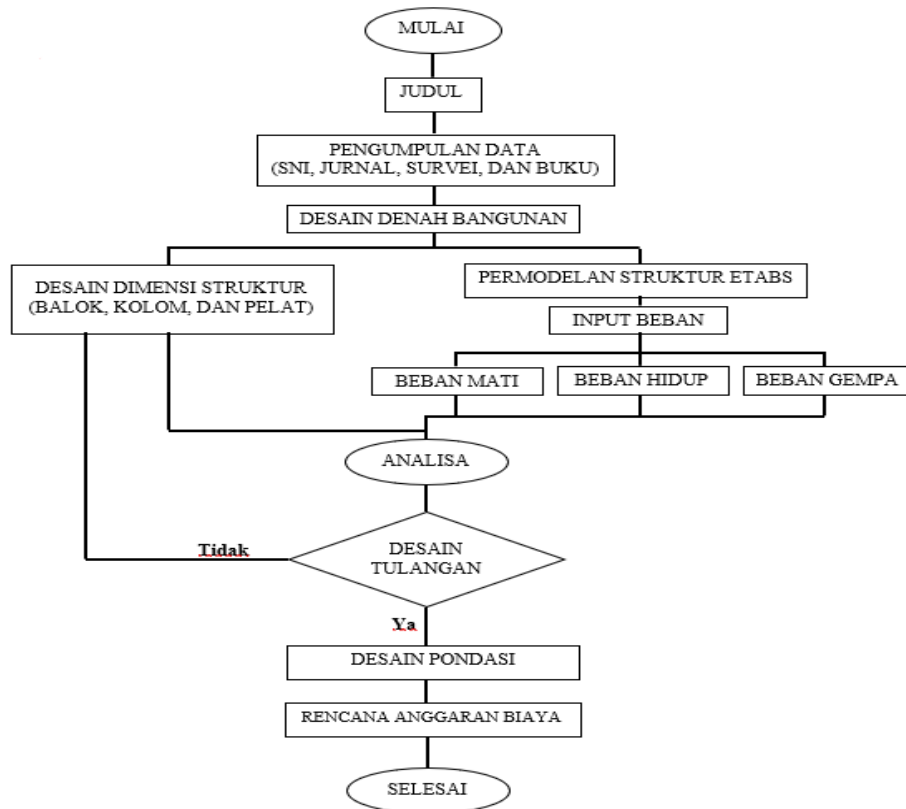 MULAI
JUDUL
PENGUMPULAN DATA
(SNI, JURNAL, SURVEI, DAN BUKU)
DESAIN DENAH BANGUNAN
DESAIN DIMENSI STRUKTUR
(BALOK, KOLOM, DAN PELAT)
PERMODELAN STRUKTUR ETABS
INPUT BEBAN
BEBAN MATI
BEBAN HIDUP
BEBAN GEMPA
ANALISA
Tidak
DESAIN
TULANGAN
Ya
DESAIN PONDASI
RENCANA ANGGARAN BIAYA
SELESAI